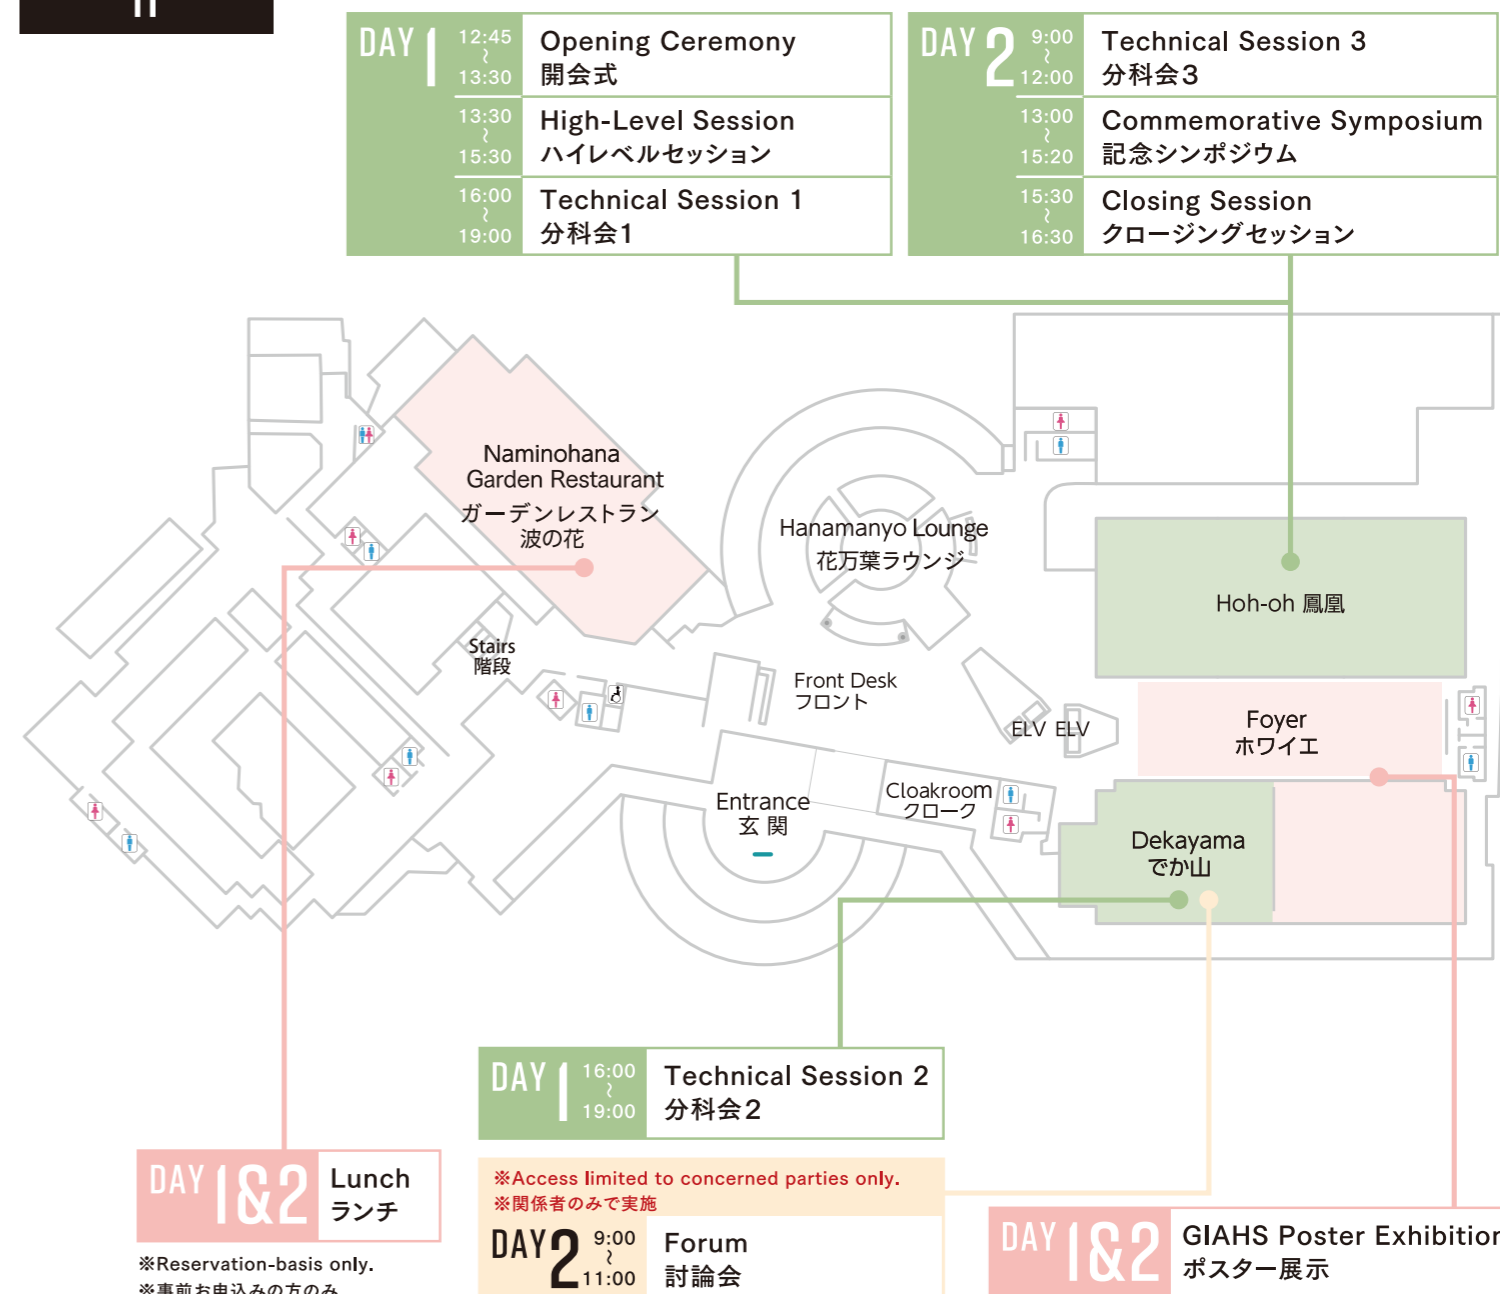 DAY 1
12:45
~
13:30
Opening Ceremony
開会式
13:30
~
15:30
High-Level Session
ハイレベルセッション
16:00
~
19:00
Technical Session 1
分科会1
DAY 2
9:00
~
12:00
Technical Session 3
分科会3
13:00
~
15:20
Commemorative Symposium
記念シンポジウム
15:30
~
16:30
Closing Session
クロージングセッション
Naminohana
Garden Restaurant
ガーデンレストラン
波の花
Hanamanyo Lounge
花万葉ラウンジ
Hoh-oh 鳳凰
Stairs
階段
Front Desk
フロント
ELV ELV
Foyer
ホワイエ
Entrance
玄 関
Cloakroom
クローク
Dekayama
でか山
DAY 1
16:00
~
19:00
Technical Session 2
分科会2
DAY 1&2
Lunch
ランチ
※Reservation-basis only.
※事前お申込みの方のみ
※Access limited to concerned parties only.
※関係者のみで実施
DAY 2
9:00
~
11:00
Forum
討論会
DAY 1&2
GIAHS Poster Exhibition
ポスター展示